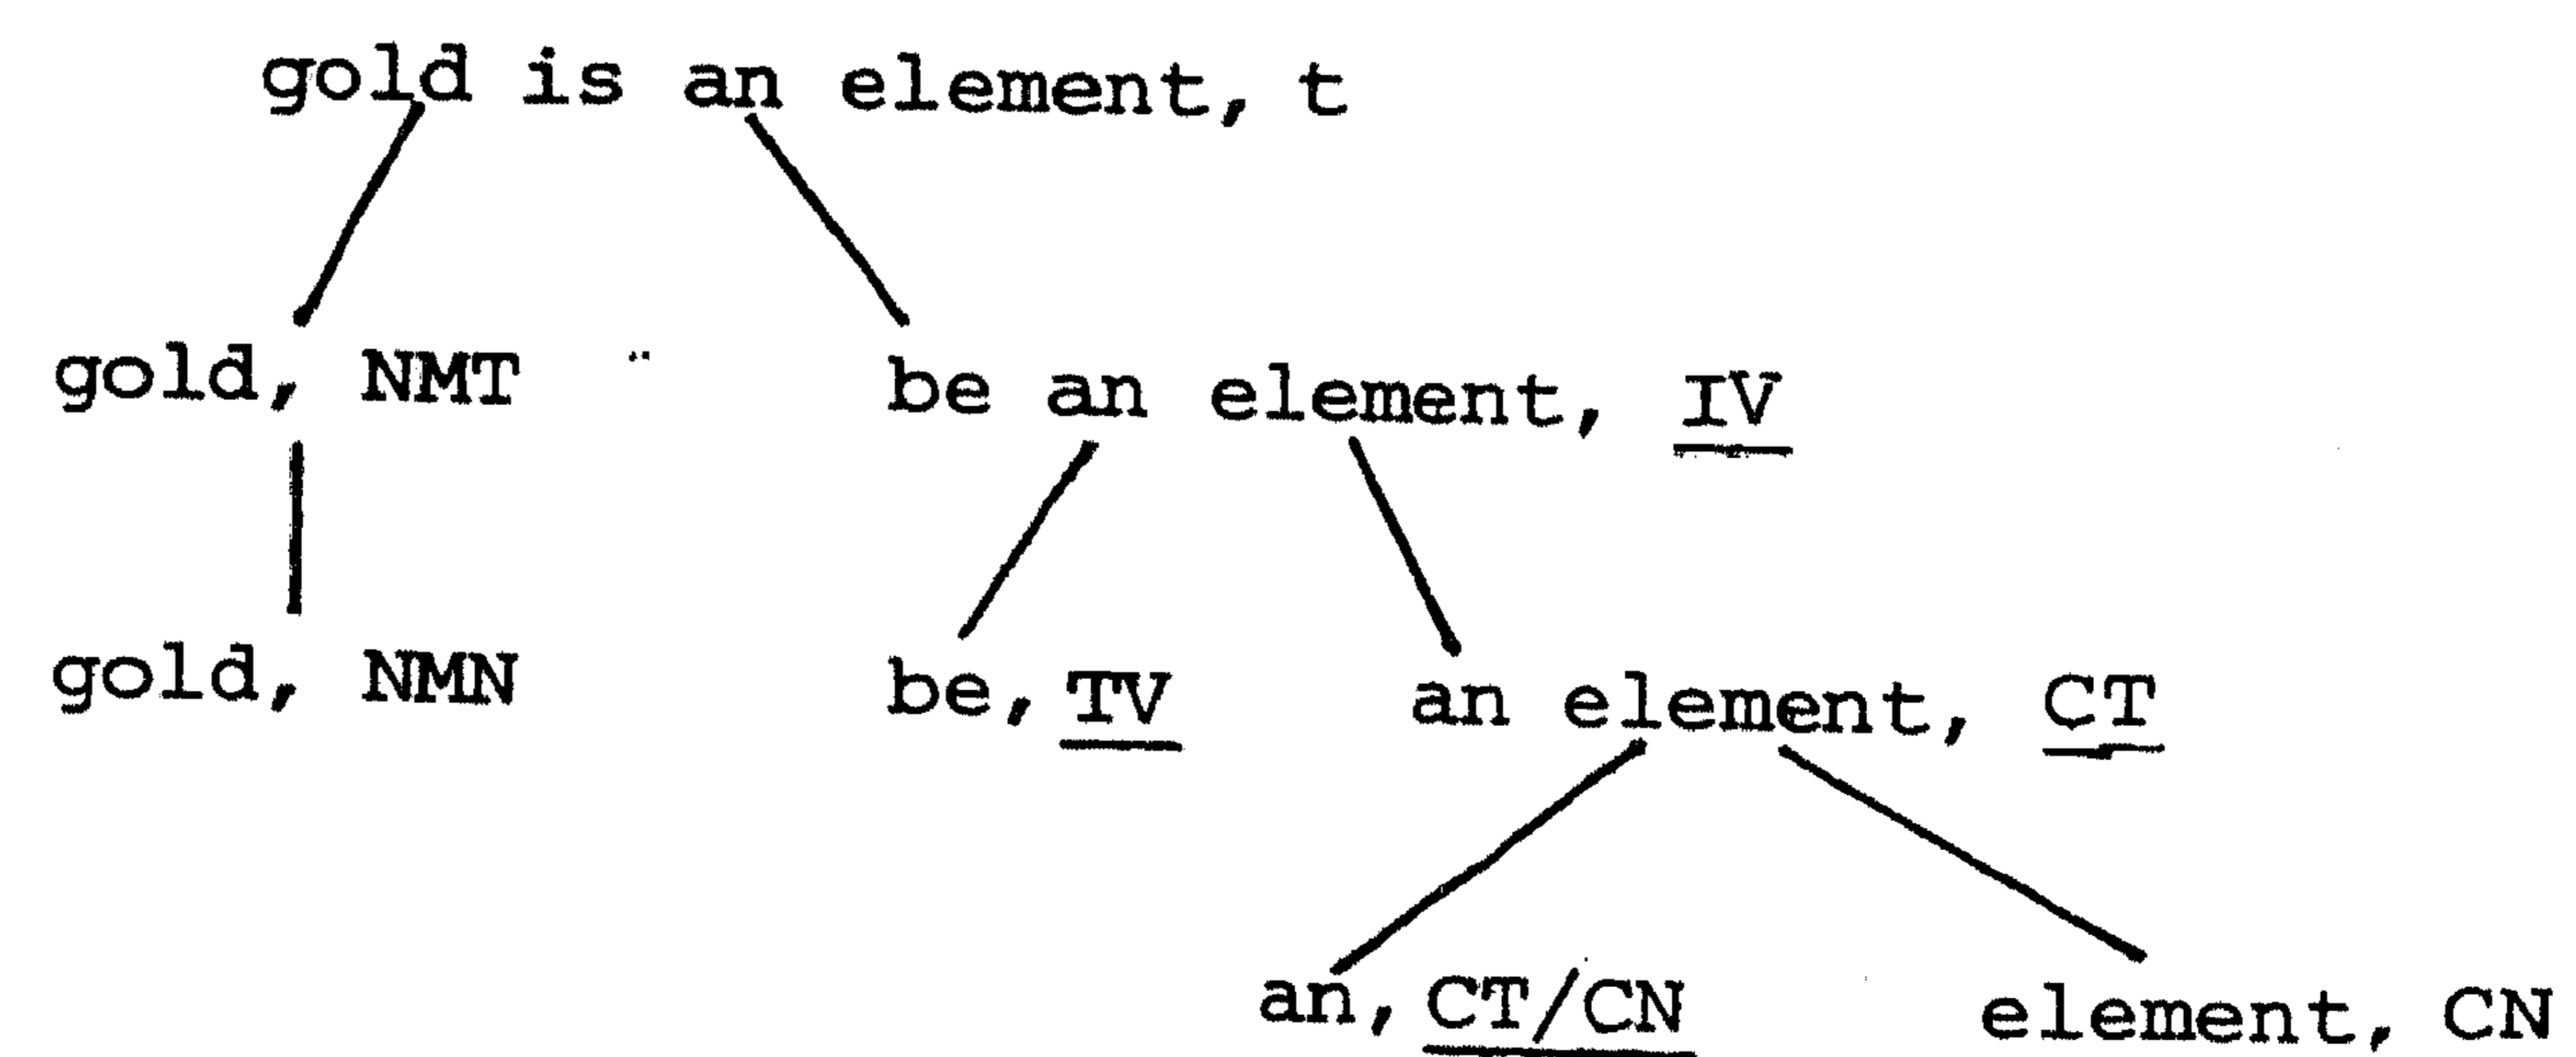 gold is an element, t
gold, NMT be an element, IV
gold, NMN be, TV an element, CT
an, CT/CN element, CN